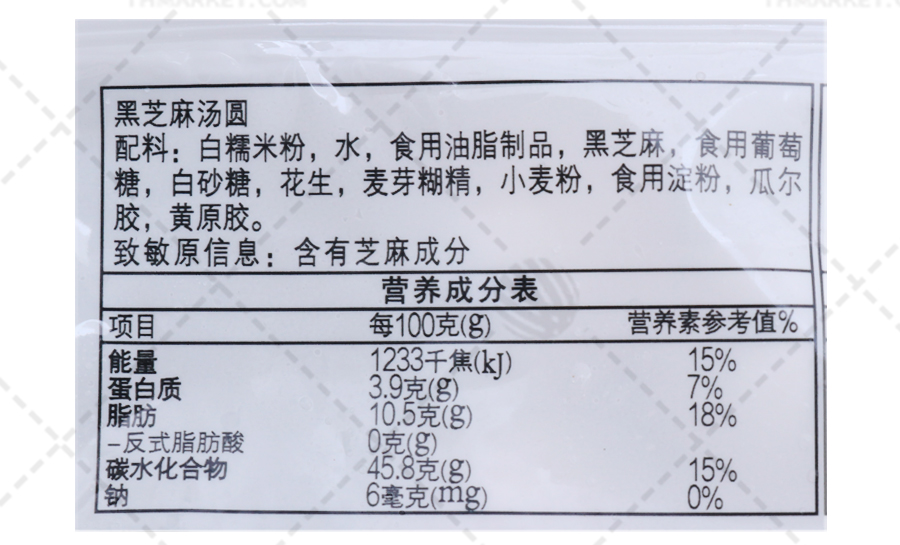 黑芝麻汤圆
配料：白糯米粉，水，食用油脂制品，黑芝麻，食用葡萄
糖，白砂糖，花生，麦芽糊精，小麦粉，食用淀粉，瓜尔
胶，黄原胶。
致敏原信息：含有芝麻成分
营养成分表
项目 每100克(g) 营养素参考值%
能量 1233千焦(kJ) 15%
蛋白质 3.9克(g) 7%
脂肪 10.5克(g) 18%
-反式脂肪酸 0克(g)
碳水化合物 45.8克(g) 15%
钠 6毫克(mg) 0%